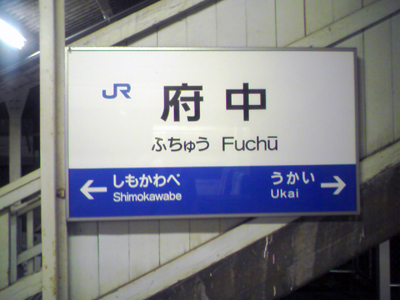 JR 府中
ふちゅう Fuchū
← しもかわべ うかい →
Shimokawabe Ukai